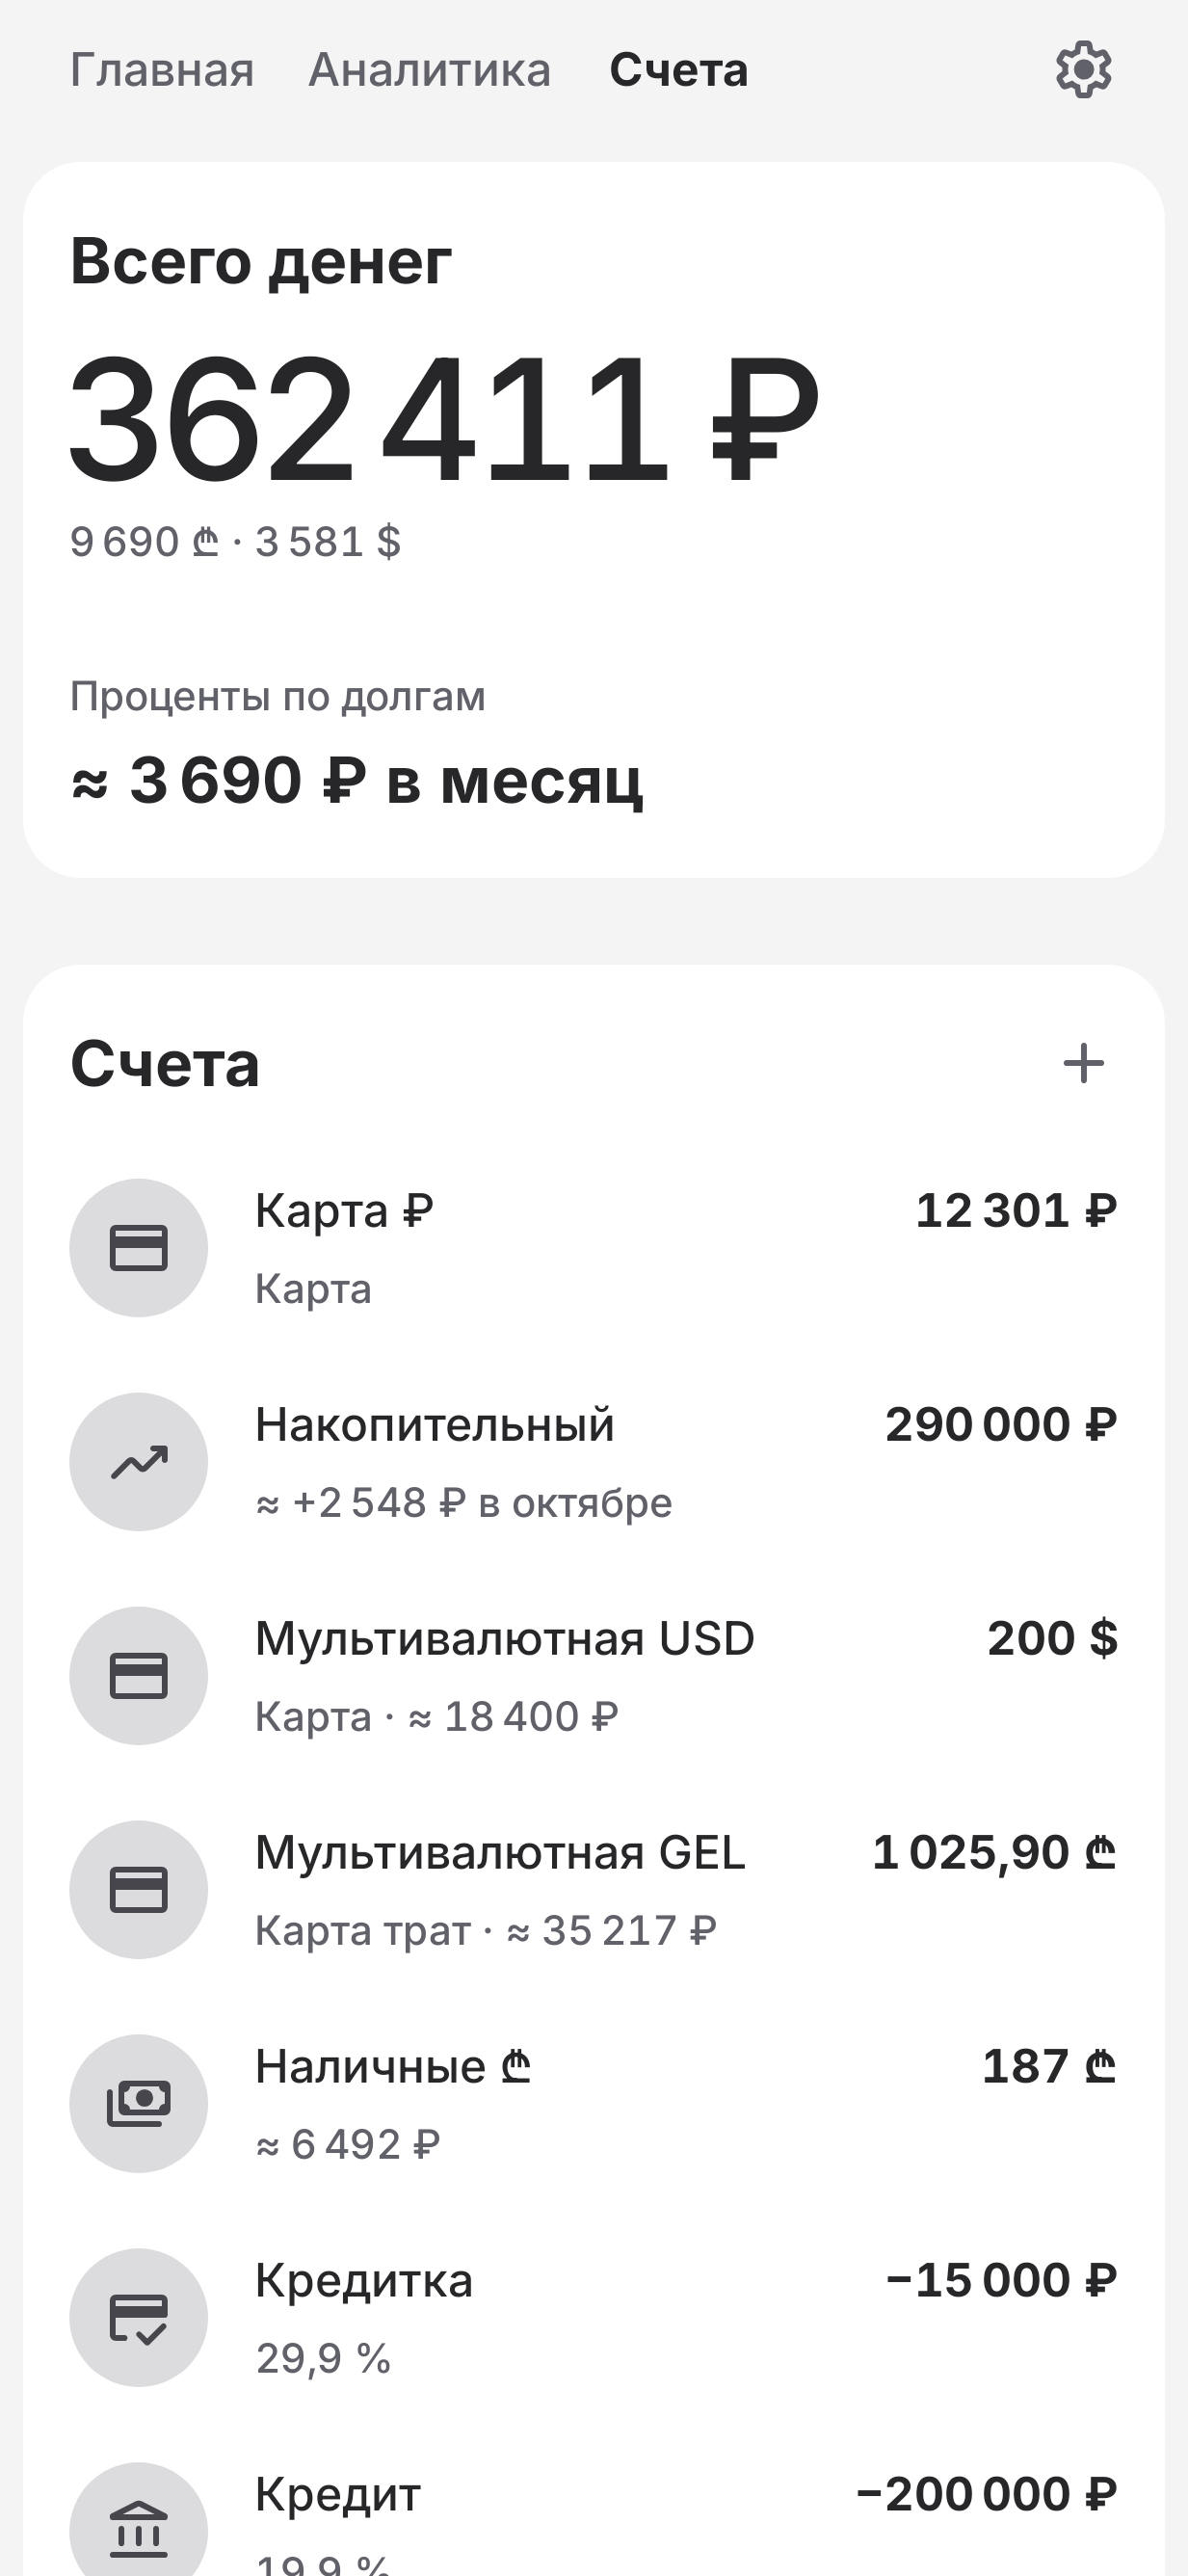 Главная Аналитика Счета
Всего денег
362 411 ₽
9 690 ₾ · 3 581 $
Проценты по долгам
≈ 3 690 ₽ в месяц
Счета
Карта ₽ 12 301 ₽
Карта
Накопительный 290 000 ₽
≈ +2 548 ₽ в октябре
Мультивалютная USD 200 $
Карта · ≈ 18 400 ₽
Мультивалютная GEL 1 025,90 ₾
Карта трат · ≈ 35 217 ₽
Наличные ₾ 187 ₾
≈ 6 492 ₽
Кредитка −15 000 ₽
29,9 %
Кредит −200 000 ₽
19,9 %